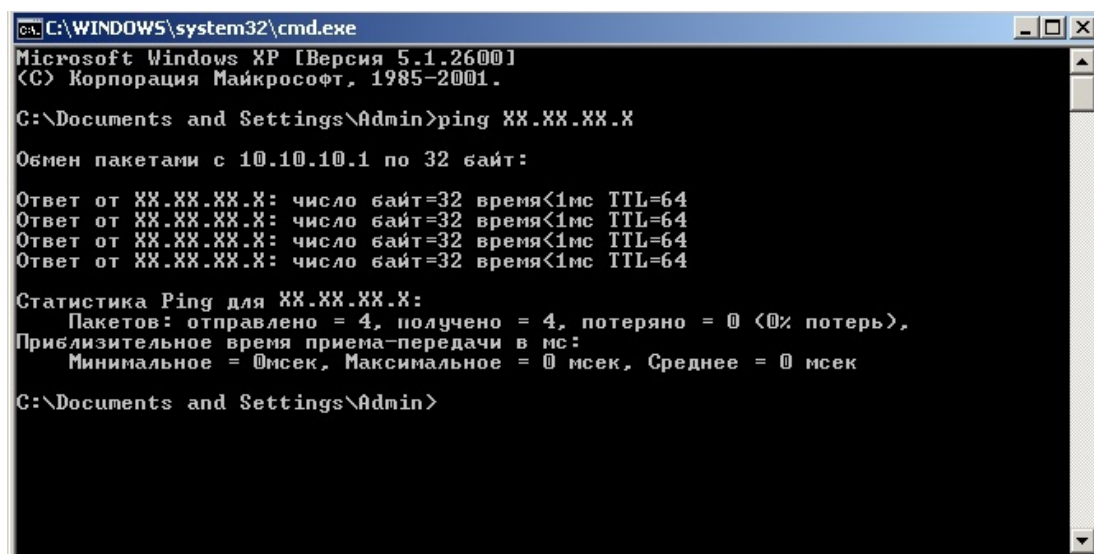 C:\WINDOWS\system32\cmd.exe
Microsoft Windows XP [Версия 5.1.2600]
(C) Корпорация Майкрософт, 1985-2001.
C:\Documents and Settings\Admin>ping XX.XX.XX.X
Обмен пакетами с 10.10.10.1 по 32 байт:
Ответ от XX.XX.XX.X: число байт=32 время<1мс TTL=64
Ответ от XX.XX.XX.X: число байт=32 время<1мс TTL=64
Ответ от XX.XX.XX.X: число байт=32 время<1мс TTL=64
Ответ от XX.XX.XX.X: число байт=32 время<1мс TTL=64
Статистика Ping для XX.XX.XX.X:
Пакетов: отправлено = 4, получено = 4, потеряно = 0 (0% потерь),
Приблизительное время приема-передачи в мс:
Минимальное = 0мсек, Максимальное = 0 мсек, Среднее = 0 мсек
C:\Documents and Settings\Admin>